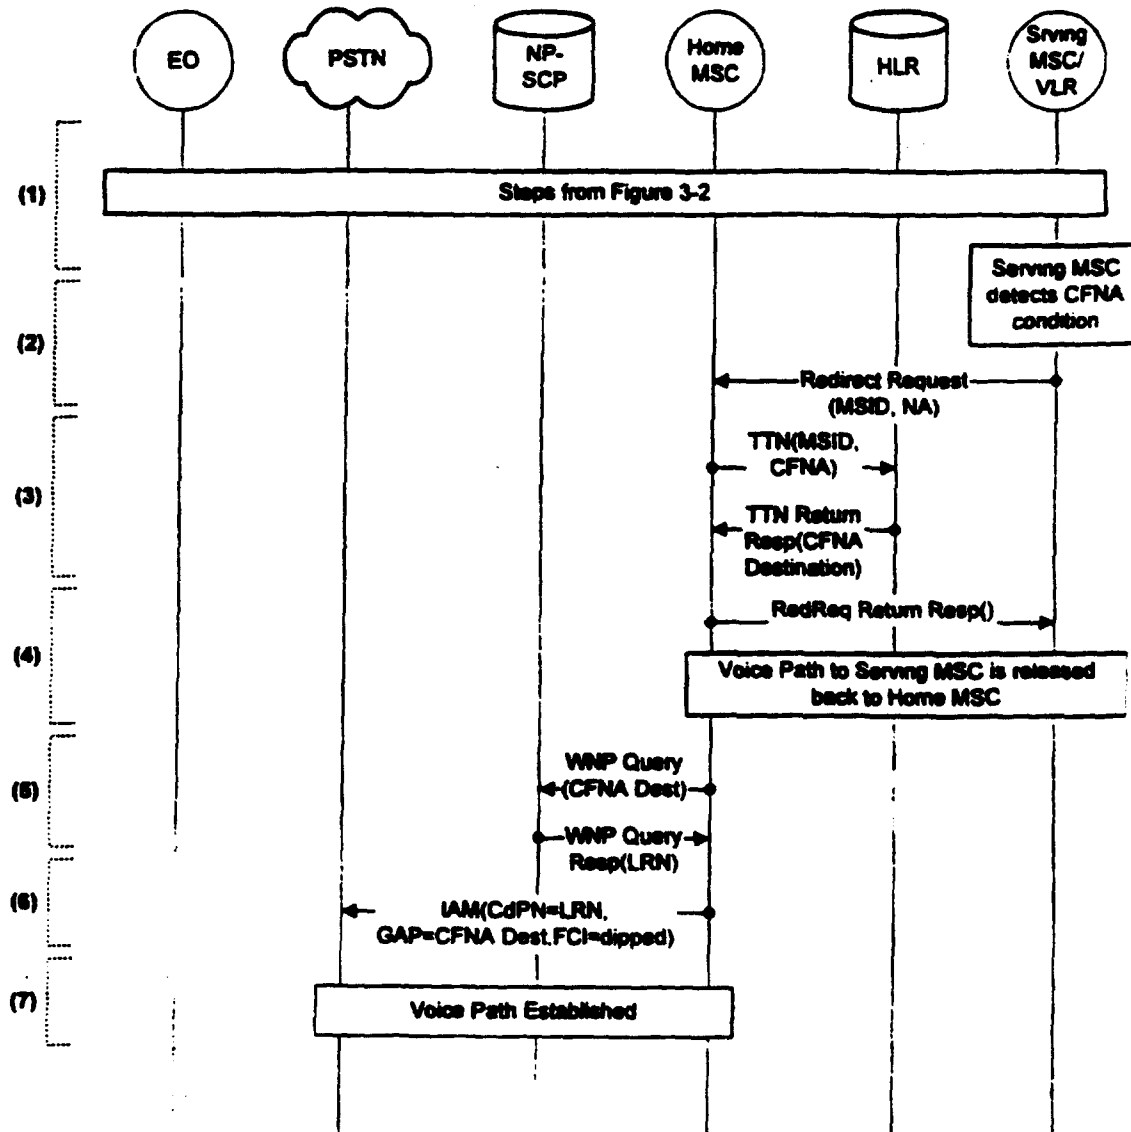 EO
PSTN
NP-
SCP
Home
MSC
HLR
Srving
MSC/
VLR
(1)
Steps from Figure 3-2
Serving MSC
detects CFNA
condition
(2)
Redirect Request
(MSID, NA)
(3)
TTN(MSID,
CFNA)
TTN Return
Resp(CFNA
Destination)
RedReq Return Resp()
(4)
Voice Path to Serving MSC is released
back to Home MSC
(5)
WNP Query
(CFNA Dest)
WNP Query
Resp(LRN)
(6)
IAM(CdPN=LRN,
GAP=CFNA Dest,FCI=dipped)
(7)
Voice Path Established